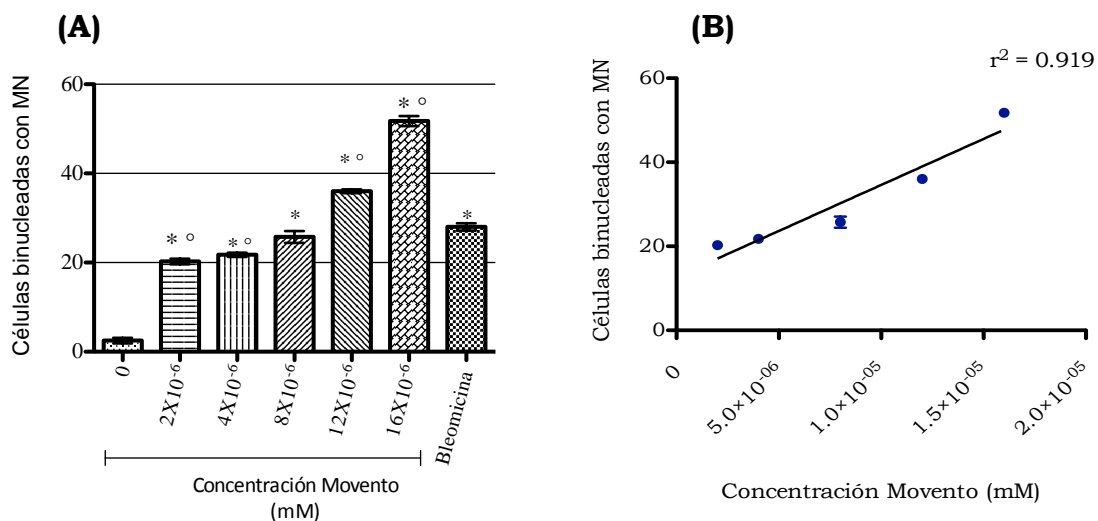 (A)
Células binucleadas con MN
60
40
20
0
* °
* °
*
* °
* °
*
0
2X10⁻⁶
4X10⁻⁶
8X10⁻⁶
12X10⁻⁶
16X10⁻⁶
Bleomicina
Concentración Movento
(mM)
(B)
r² = 0.919
Células binucleadas con MN
60
40
20
0
0
5.0×10⁻⁰⁶
1.0×10⁻⁰⁵
1.5×10⁻⁰⁵
2.0×10⁻⁰⁵
Concentración Movento (mM)